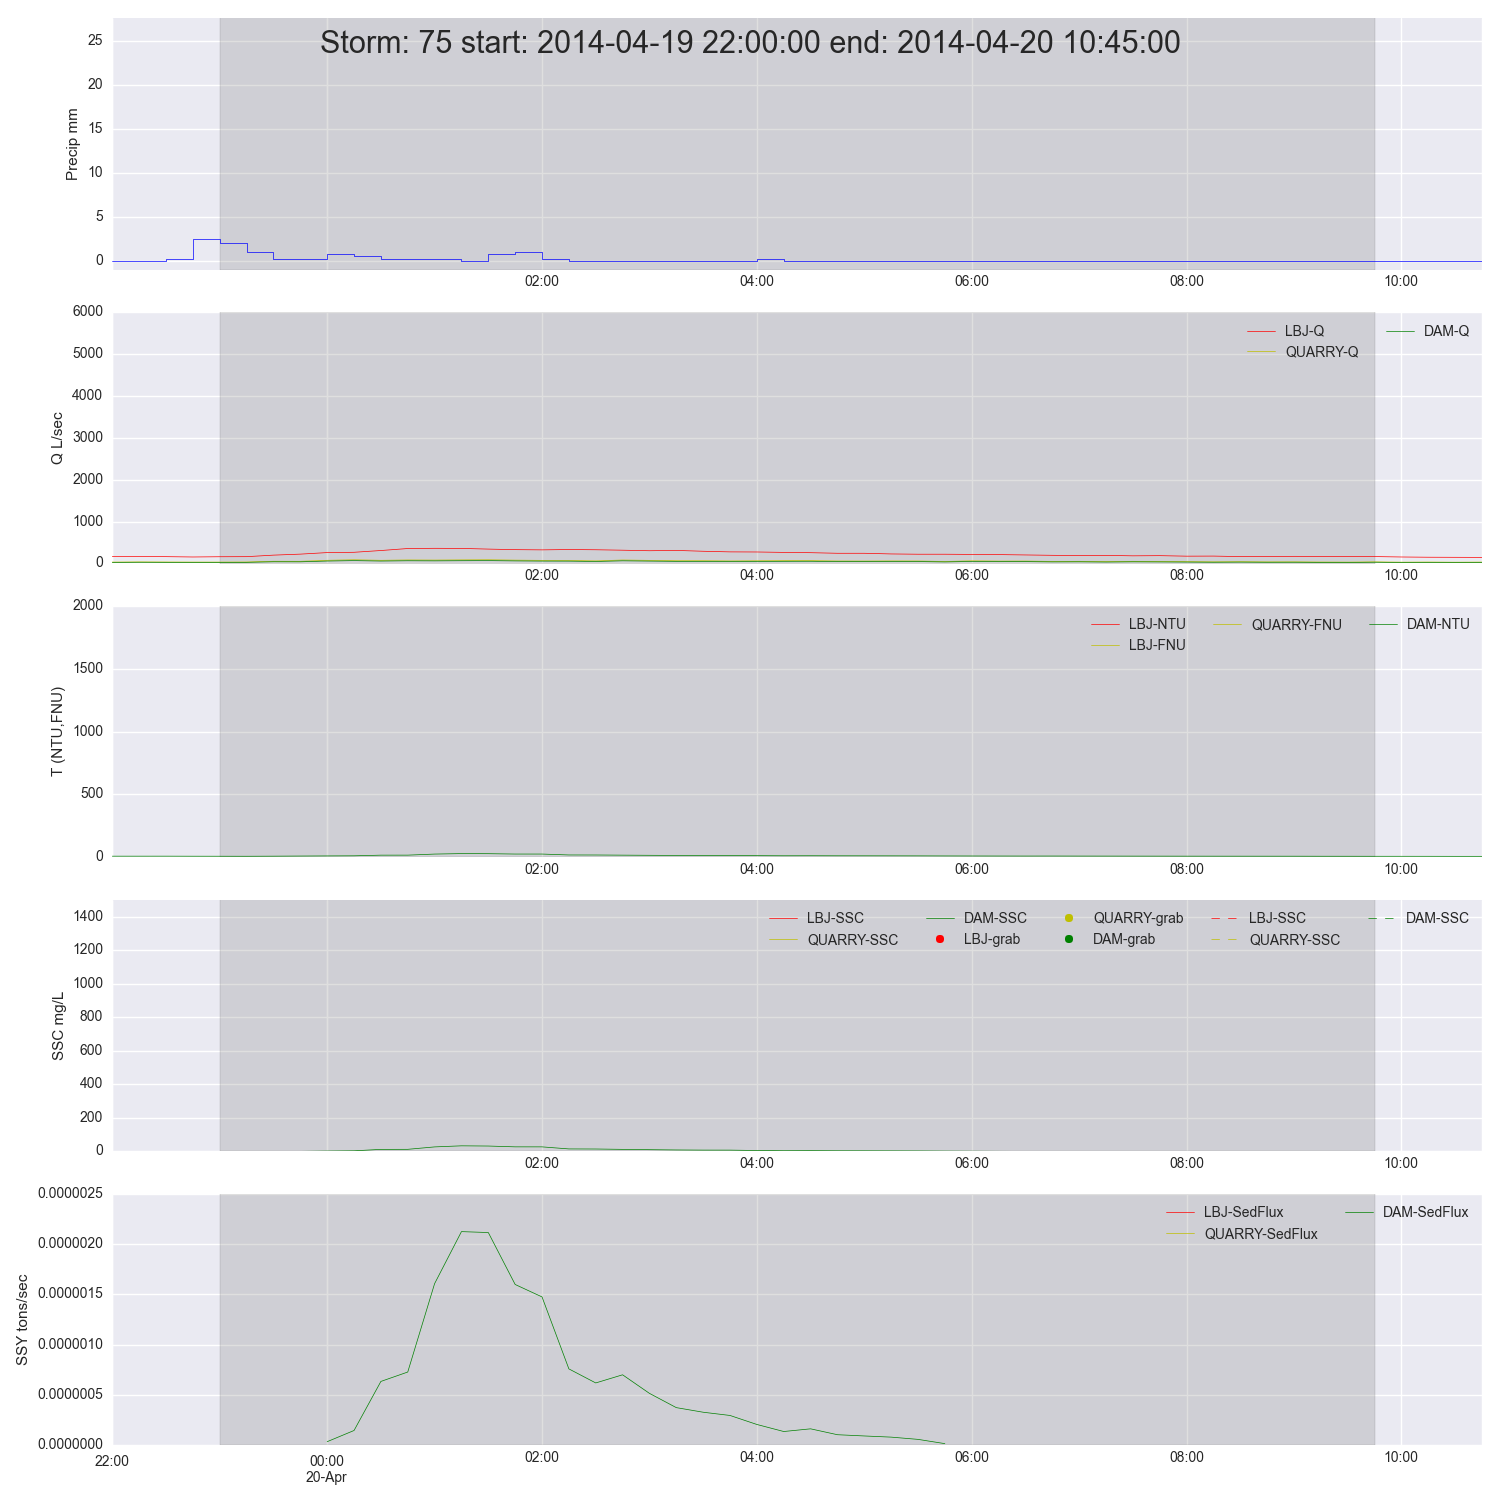 Storm: 75 start: 2014-04-19 22:00:00 end: 2014-04-20 10:45:00
25
20
15
10
5
0
Precip mm
02:00 04:00 06:00 08:00 10:00
6000
5000
4000
3000
2000
1000
0
Q L/sec
LBJ-Q DAM-Q
QUARRY-Q
02:00 04:00 06:00 08:00 10:00
2000
1500
1000
500
0
T (NTU,FNU)
LBJ-NTU QUARRY-FNU DAM-NTU
LBJ-FNU
02:00 04:00 06:00 08:00 10:00
1400
1200
1000
800
600
400
200
0
SSC mg/L
LBJ-SSC DAM-SSC QUARRY-grab LBJ-SSC DAM-SSC
QUARRY-SSC LBJ-grab DAM-grab QUARRY-SSC
02:00 04:00 06:00 08:00 10:00
0.0000025
0.0000020
0.0000015
0.0000010
0.0000005
0.0000000
SSY tons/sec
LBJ-SedFlux DAM-SedFlux
QUARRY-SedFlux
22:00 00:00 02:00 04:00 06:00 08:00 10:00
20-Apr